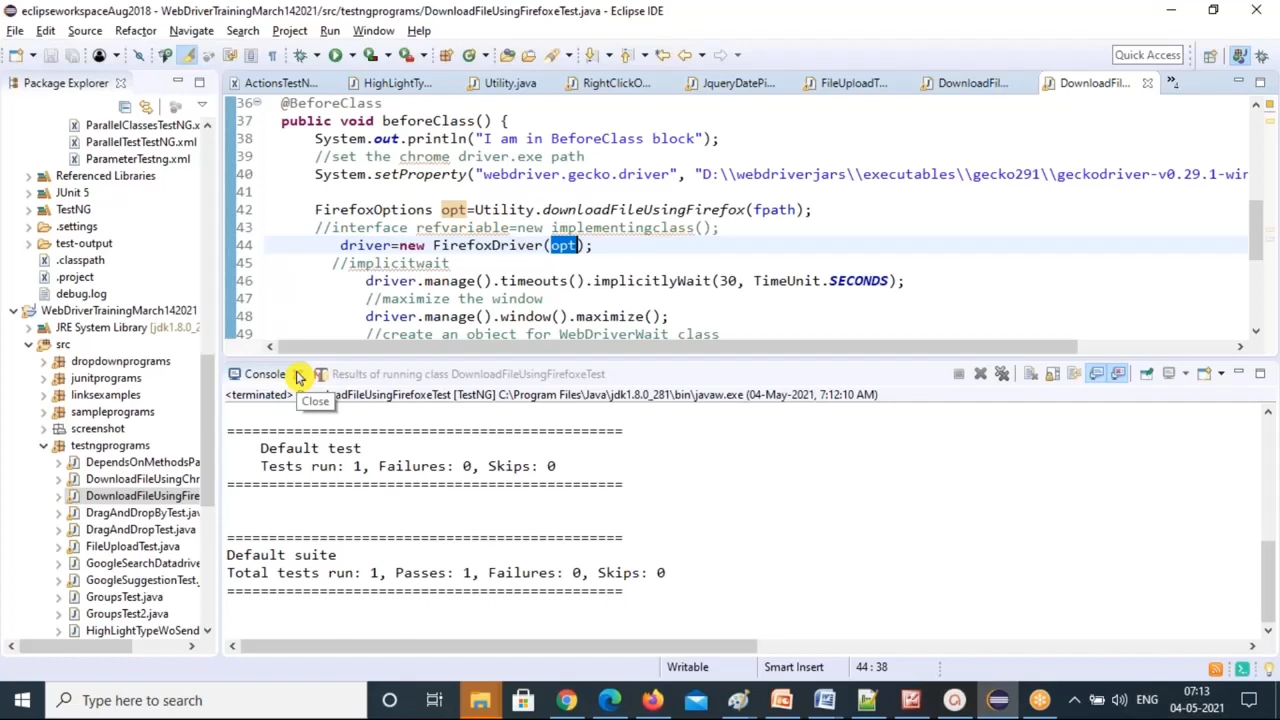 eclipseworkspaceAug2018 - WebDriverTrainingMarch142021/src/testngprograms/DownloadFileUsingFirefoxeTest.java - Eclipse IDE
File Edit Source Refactor Navigate Search Project Run Window Help
Quick Access
Package Explorer
ActionsTestN... HighLightTy... Utility.java RightClickO... JqueryDatePi... FileUploadT... DownloadFil... DownloadFil... »4
ParallelClassesTestNG.x
ParallelTestTestNG.xml
ParameterTestng.xml
Referenced Libraries
JUnit 5
TestNG
.settings
test-output
.classpath
.project
debug.log
WebDriverTrainingMarch142021
JRE System Library [jdk1.8.0_2
src
dropdownprograms
junitprograms
linksexamples
sampleprograms
screenshot
testngprograms
DependsOnMethodsPa
DownloadFileUsingChr
DownloadFileUsingFire
DragAndDropByTest.jav
DragAndDropTest.java
FileUploadTest.java
GoogleSearchDatadrive
GoogleSuggestionTest.
GroupsTest.java
GroupsTest2.java
HighLightTypeWoSend
36 @BeforeClass
37 public void beforeClass() {
38 System.out.println("I am in BeforeClass block");
39 //set the chrome driver.exe path
40 System.setProperty("webdriver.gecko.driver", "D:\\webdriverjars\\executables\\gecko291\\geckodriver-v0.29.1-win
41
42 FirefoxOptions opt=Utility.downloadFileUsingFirefox(fpath);
43 //interface refvariable=new implementingclass();
44 driver=new FirefoxDriver(opt);
45 //implicitwait
46 driver.manage().timeouts().implicitlyWait(30, TimeUnit.SECONDS);
47 //maximize the window
48 driver.manage().window().maximize();
49 //create an object for WebDriverWait class
Console Results of running class DownloadFileUsingFirefoxeTest
Close
<terminated> DownloadFileUsingFirefoxeTest [TestNG] C:\Program Files\Java\jdk1.8.0_281\bin\javaw.exe (04-May-2021, 7:12:10 AM)
===============================================
Default test
Tests run: 1, Failures: 0, Skips: 0
===============================================
===============================================
Default suite
Total tests run: 1, Passes: 1, Failures: 0, Skips: 0
===============================================
Writable Smart Insert 44 : 38
Type here to search
ENG
07:13
04-05-2021